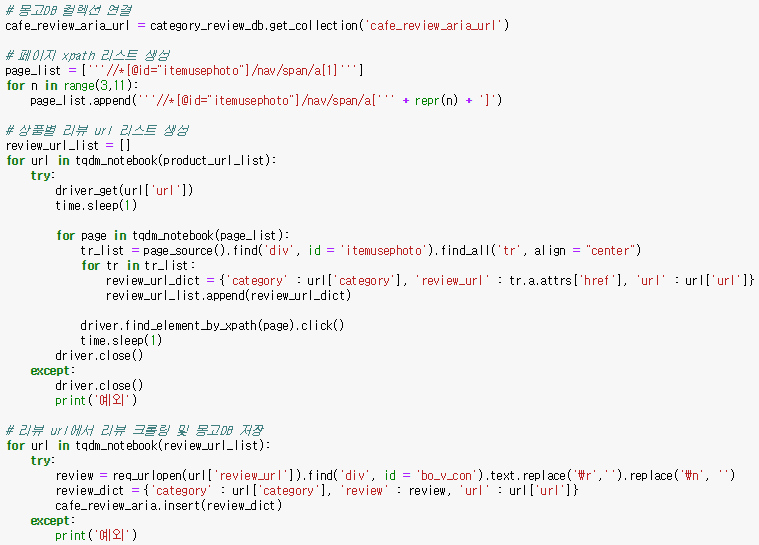 # 몽고DB 컬렉션 연결
cafe_review_aria_url = category_review_db.get_collection('cafe_review_aria_url')
# 페이지 xpath 리스트 생성
page_list = ['''//*[@id="itemusephoto"]/nav/span/a[1]''']
for n in range(3,11):
    page_list.append('''//*[@id="itemusephoto"]/nav/span/a[''' + repr(n) + ']')
# 상품별 리뷰 url 리스트 생성
review_url_list = []
for url in tqdm_notebook(product_url_list):
    try:
        driver_get(url['url'])
        time.sleep(1)
        for page in tqdm_notebook(page_list):
            tr_list = page_source().find('div', id = 'itemusephoto').find_all('tr', align = "center")
            for tr in tr_list:
                review_url_dict = {'category' : url['category'], 'review_url' : tr.a.attrs['href'], 'url' : url['url']}
                review_url_list.append(review_url_dict)
            driver.find_element_by_xpath(page).click()
            time.sleep(1)
        driver.close()
    except:
        driver.close()
        print('예외')
# 리뷰 url에서 리뷰 크롤링 및 몽고DB 저장
for url in tqdm_notebook(review_url_list):
    try:
        review = req_urlopen(url['review_url']).find('div', id = 'bo_v_con').text.replace('₩r','').replace('₩n', '')
        review_dict = {'category' : url['category'], 'review' : review, 'url' : url['url']}
        cafe_review_aria.insert(review_dict)
    except:
        print('예외')